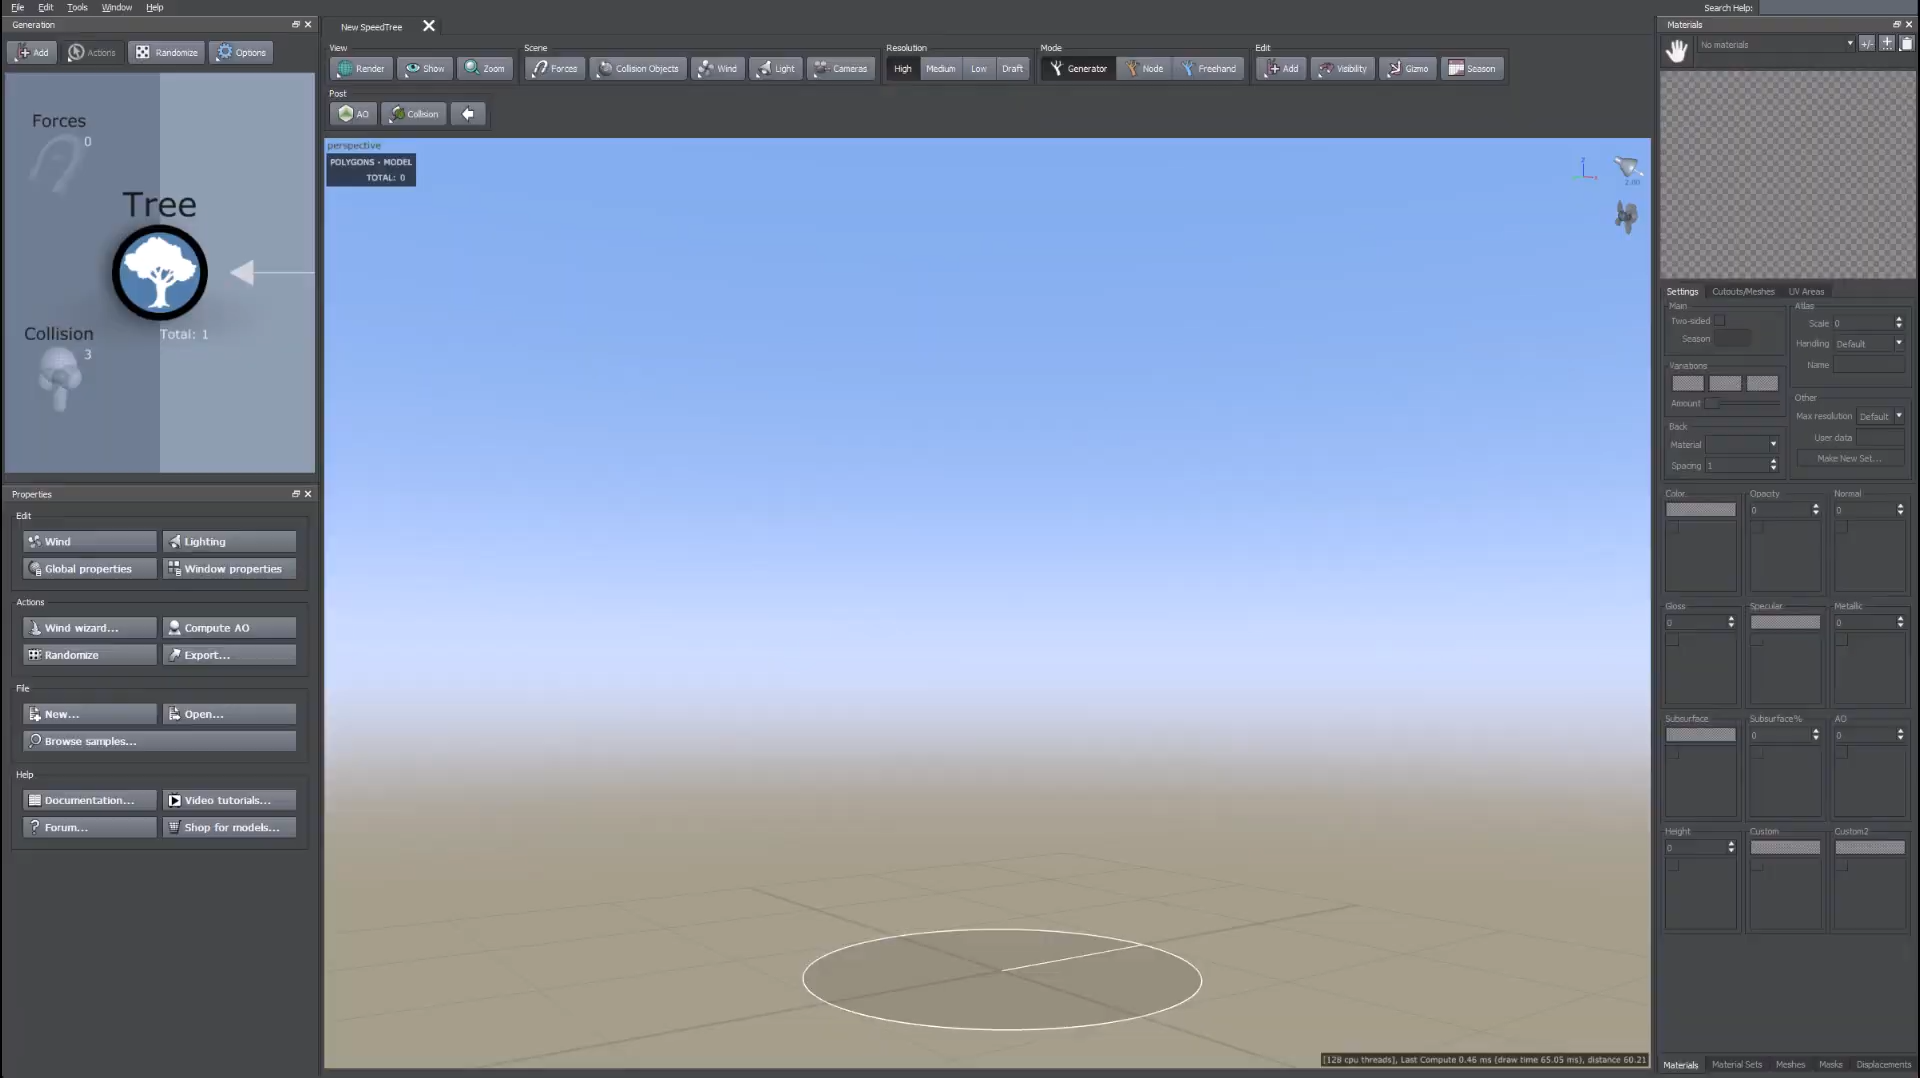 File Edit Tools Window Help
Search Help:
Generation
New SpeedTree
Materials
Add Actions Randomize Options
View
Render Show Zoom
Scene
Forces Collision Objects Wind Light Cameras
Resolution
High Medium Low Draft
Mode
Generator Node Freehand
Edit
Add Visibility Gizmo Season
Post
AO Collision
No materials
+/-
Forces
0
Tree
Total: 1
Collision
3
perspective
POLYGONS - MODEL
TOTAL: 0
z
2.00
Properties
Edit
Wind Lighting
Global properties Window properties
Actions
Wind wizard... Compute AO
Randomize Export...
File
New... Open...
Browse samples...
Help
Documentation... Video tutorials...
Forum... Shop for models...
Settings Cutouts/Meshes UV Areas
Main
Two-sided
Season
Atlas
Scale 0
Handling Default
Name
Variations
Amount
Other
Max resolution Default
User data
Make New Set...
Back
Material
Spacing 1
Color Opacity Normal
0 0
Gloss Specular Metallic
0 0
Subsurface Subsurface% AO
0 0
Height Custom Custom2
0
[128 cpu threads], Last Compute 0.46 ms (draw time 65.05 ms), distance 60.21
Materials Material Sets Meshes Masks Displacements